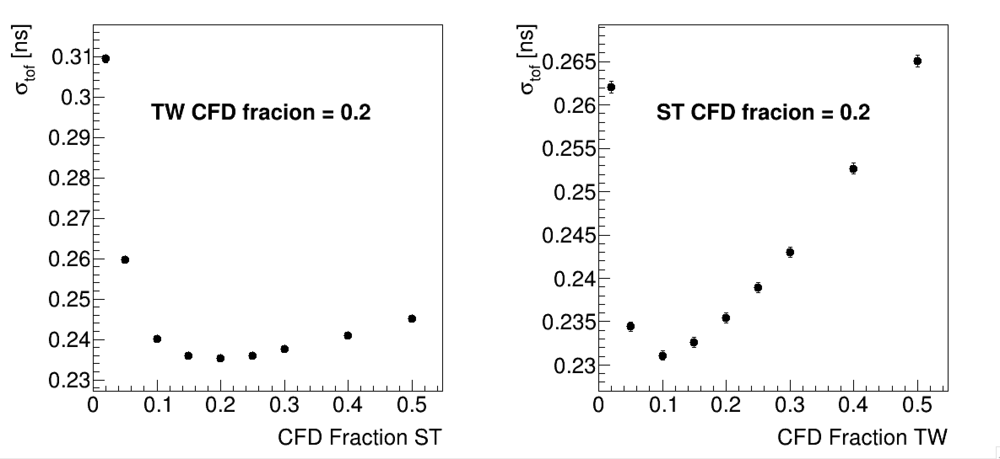 σtof [ns]
0.31
0.3
0.29
0.28
0.27
0.26
0.25
0.24
0.23
TW CFD fracion = 0.2
0 0.1 0.2 0.3 0.4 0.5
CFD Fraction ST
σtof [ns]
0.265
0.26
0.255
0.25
0.245
0.24
0.235
0.23
ST CFD fracion = 0.2
0 0.1 0.2 0.3 0.4 0.5
CFD Fraction TW